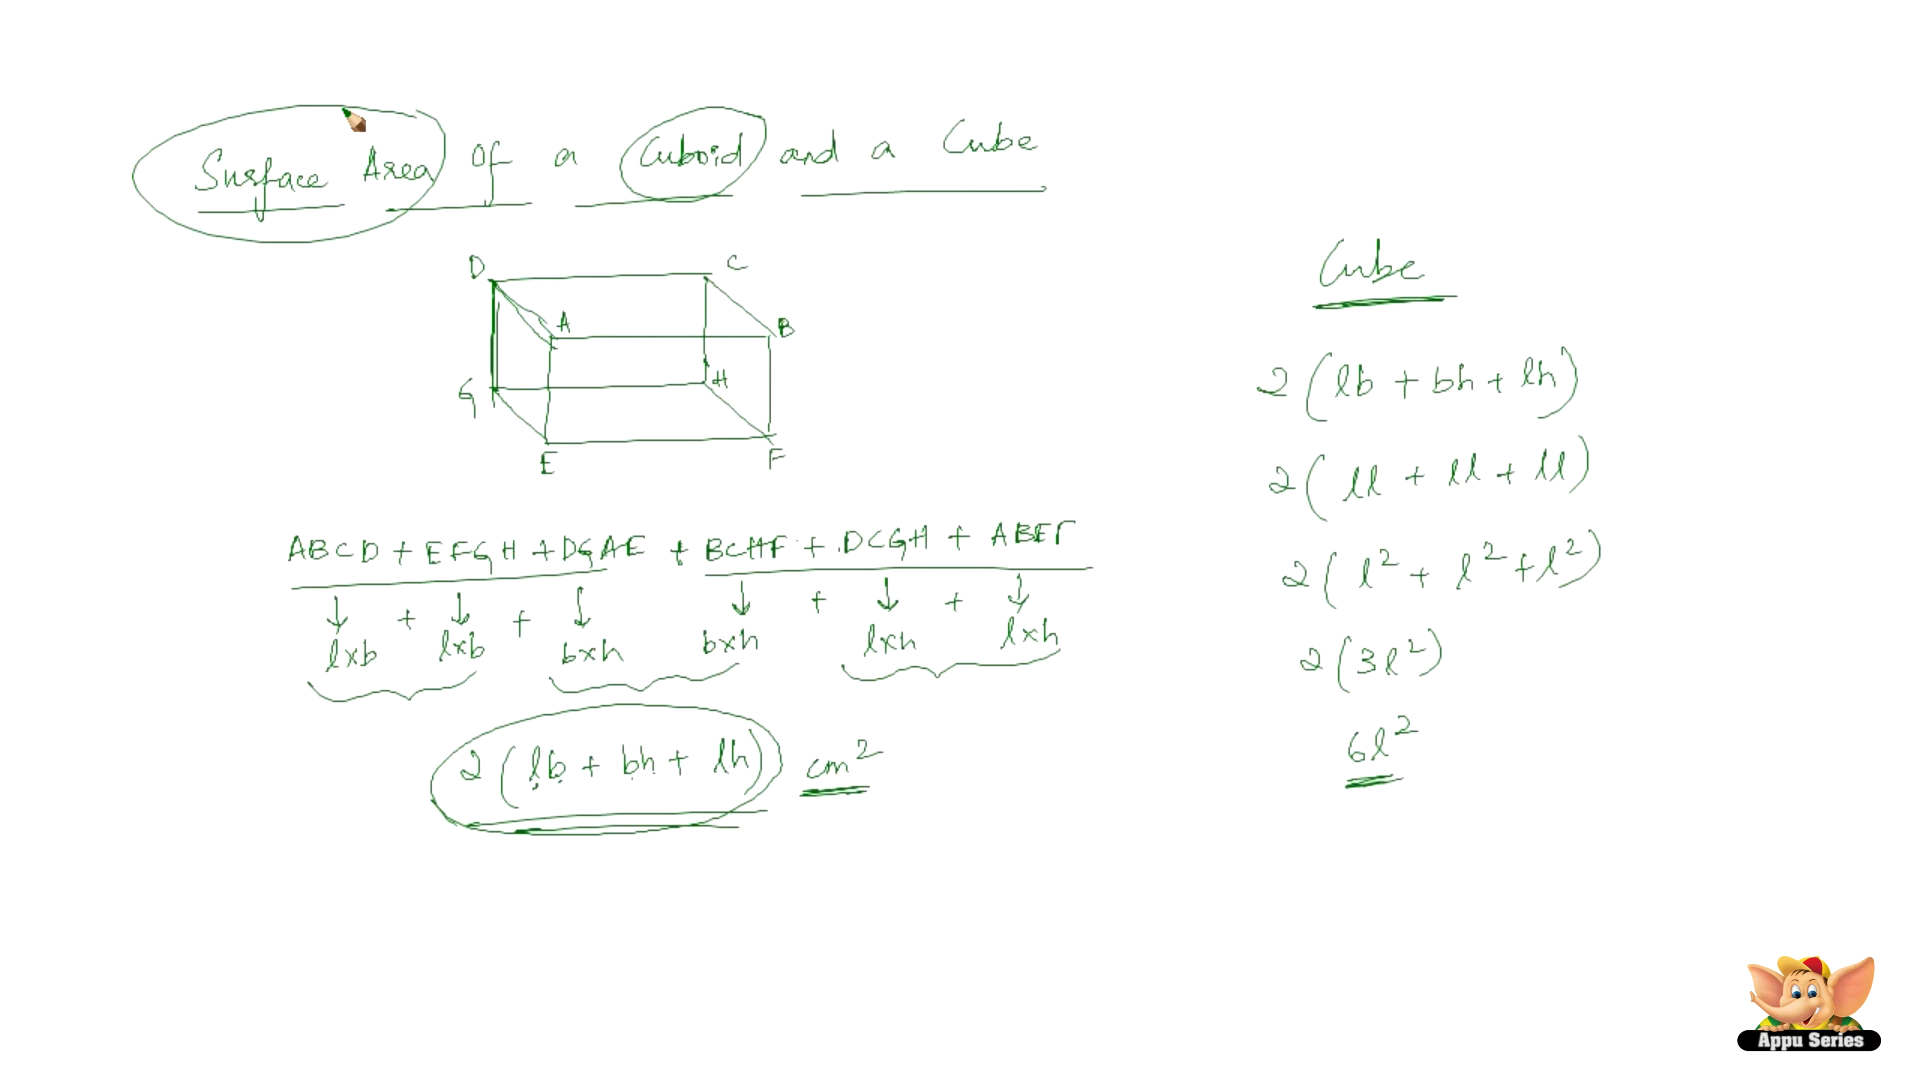 Surface Area of a Cuboid and a Cube
D C
A B
G H
E F
ABCD + EFGH + DGAE + BCHF + DCGH + ABEF
↓ + ↓ + ↓ ↓ + ↓ + ↓
l×b l×b b×h b×h l×h l×h
2 (lb + bh + lh) cm²
Cube
2 (lb + bh + lh)
2 (ll + ll + ll)
2 (l² + l² + l²)
2 (3l²)
6l²
Appu Series